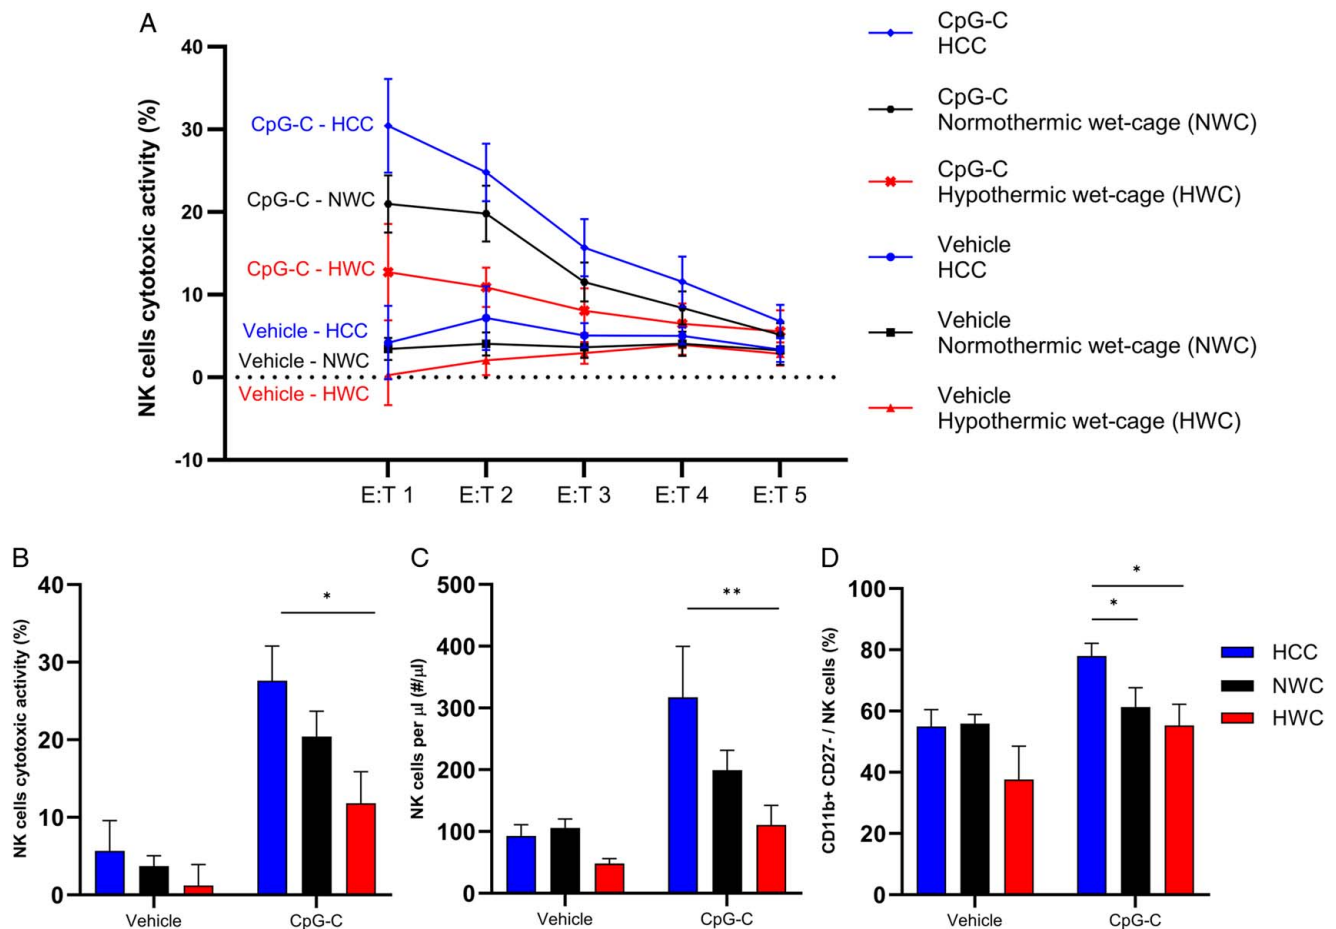 A
NK cells cytotoxic activity (%)
40
30
20
10
0
-10
CpG-C - HCC
CpG-C - NWC
CpG-C - HWC
Vehicle - HCC
Vehicle - NWC
Vehicle - HWC
E:T 1
E:T 2
E:T 3
E:T 4
E:T 5
CpG-C
HCC
CpG-C
Normothermic wet-cage (NWC)
CpG-C
Hypothermic wet-cage (HWC)
Vehicle
HCC
Vehicle
Normothermic wet-cage (NWC)
Vehicle
Hypothermic wet-cage (HWC)
B
NK cells cytotoxic activity (%)
40
30
20
10
0
*
Vehicle
CpG-C
C
NK cells per µl (#/µl)
500
400
300
200
100
0
**
Vehicle
CpG-C
D
CD11b+ CD27- / NK cells (%)
100
80
60
40
20
0
*
*
Vehicle
CpG-C
HCC
NWC
HWC